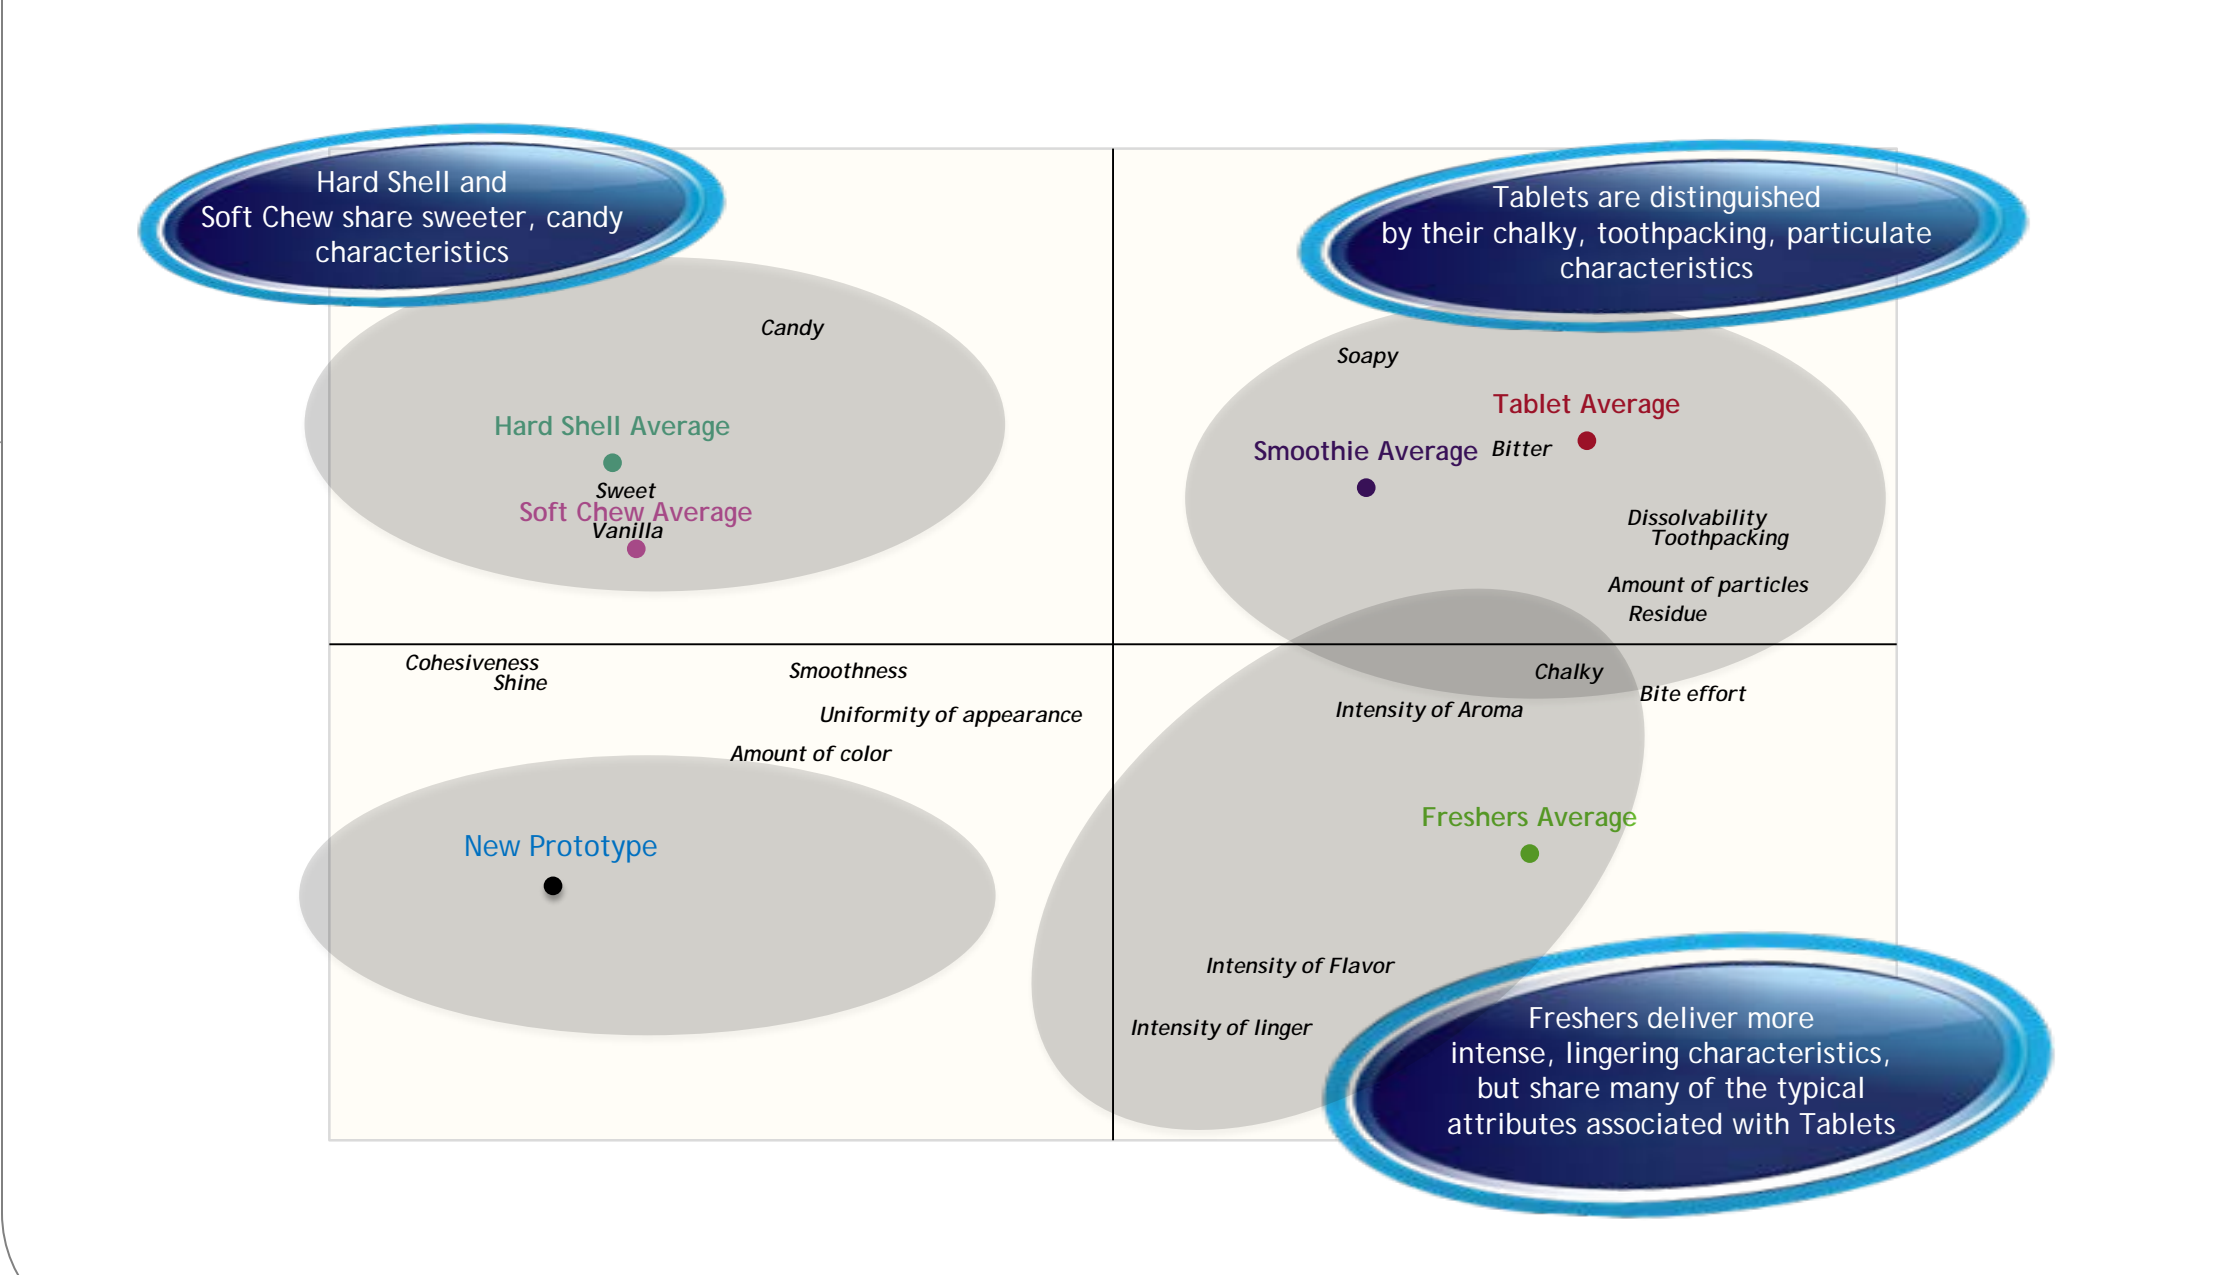 Hard Shell and
Soft Chew share sweeter, candy
characteristics
Tablets are distinguished
by their chalky, toothpacking, particulate
characteristics
Candy
Soapy
Hard Shell Average
Tablet Average
Smoothie Average
Bitter
Sweet
Soft Chew Average
Vanilla
Dissolvability
Toothpacking
Amount of particles
Residue
Cohesiveness
Shine
Smoothness
Uniformity of appearance
Amount of color
Chalky
Bite effort
Intensity of Aroma
New Prototype
Freshers Average
Intensity of Flavor
Intensity of linger
Freshers deliver more
intense, lingering characteristics,
but share many of the typical
attributes associated with Tablets